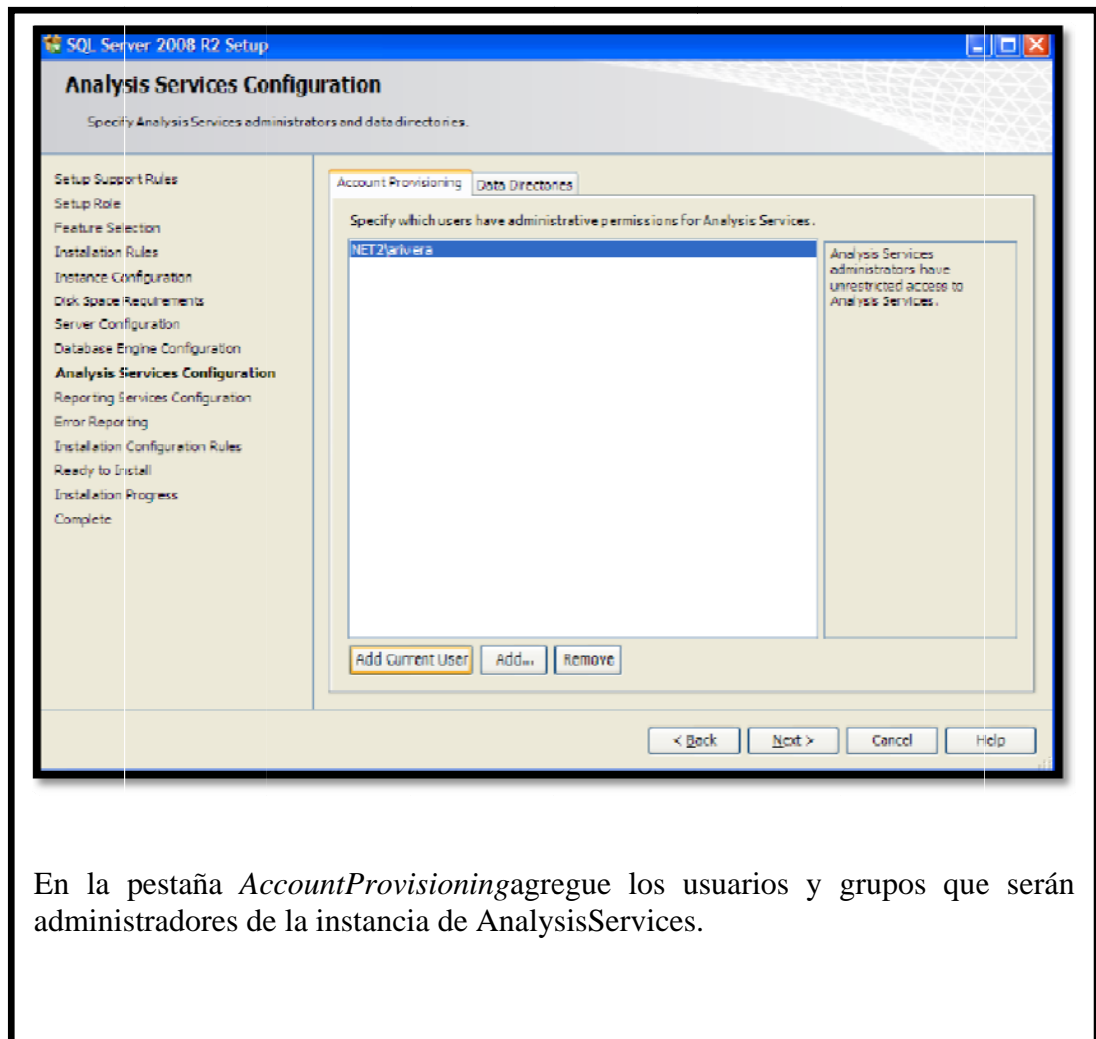 SQL Server 2008 R2 Setup
Analysis Services Configuration
Specify Analysis Services administrators and data directories.
Setup Support Rules
Setup Role
Feature Selection
Installation Rules
Instance Configuration
Disk Space Requirements
Server Configuration
Database Engine Configuration
Analysis Services Configuration
Reporting Services Configuration
Error Reporting
Installation Configuration Rules
Ready to Install
Installation Progress
Complete
Account Provisioning Data Directories
Specify which users have administrative permissions for Analysis Services.
NET2\arivera
Analysis Services
administrators have
unrestricted access to
Analysis Services.
Add Current User Add... Remove
< Back Next > Cancel Help
En la pestaña AccountProvisioningagregue los usuarios y grupos que serán
administradores de la instancia de AnalysisServices.